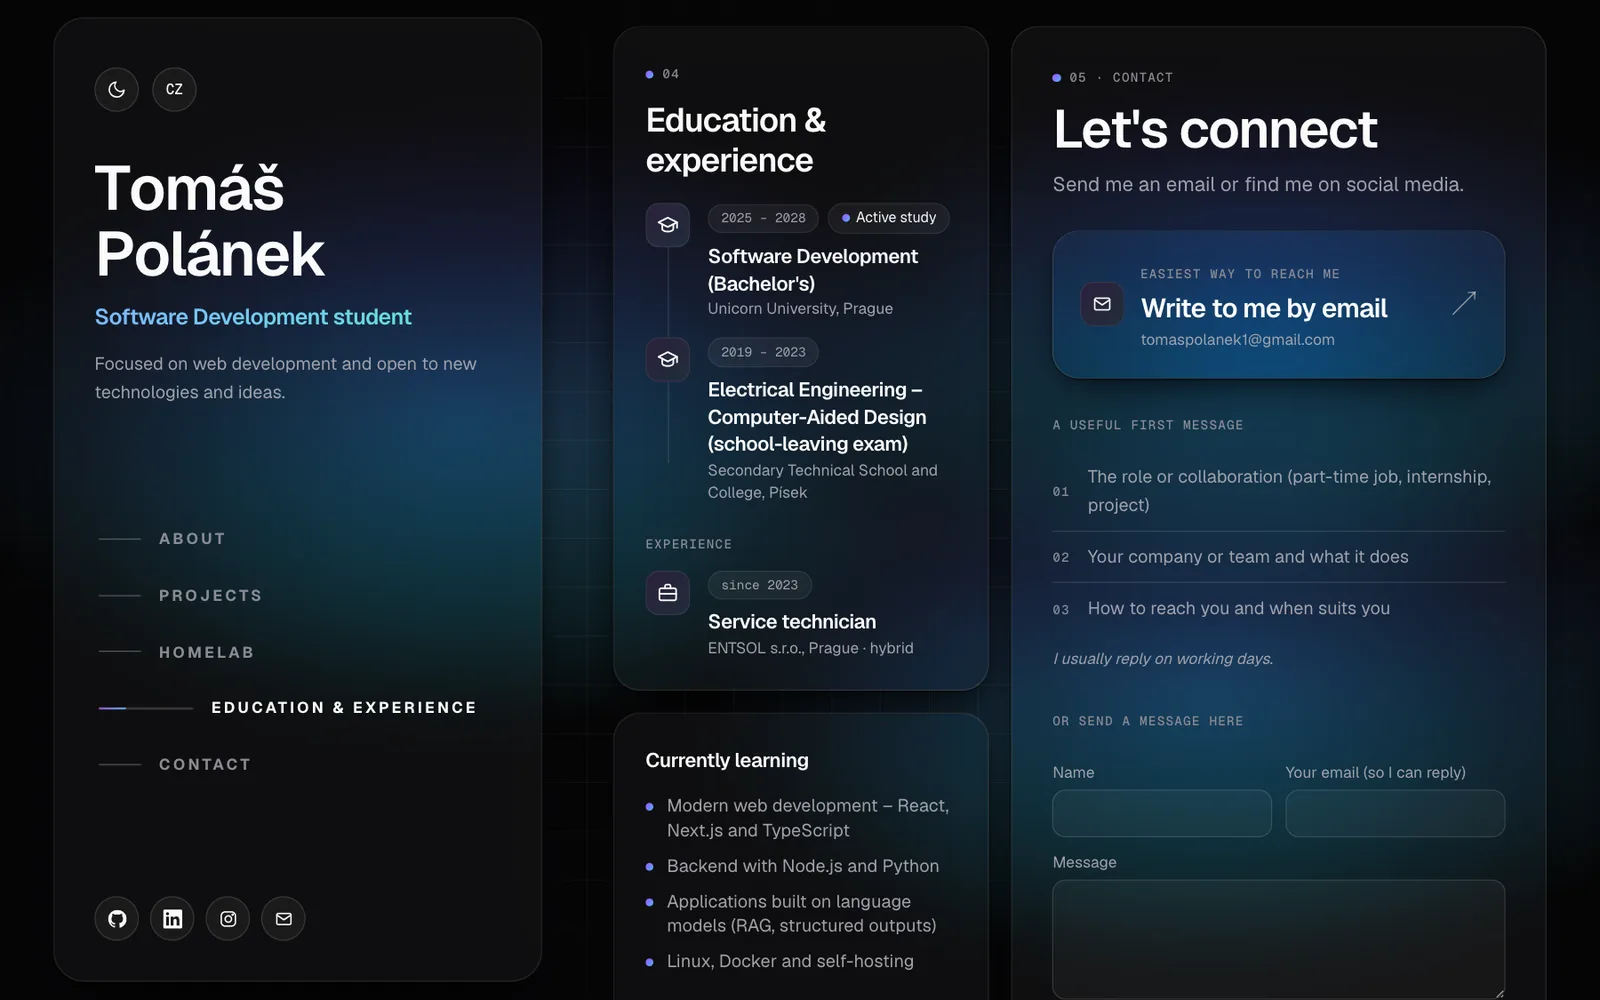 CZ
Tomáš
Polánek
Software Development student
Focused on web development and open to new
technologies and ideas.
ABOUT
PROJECTS
HOMELAB
EDUCATION & EXPERIENCE
CONTACT
04
Education &
experience
2025 – 2028
Active study
Software Development
(Bachelor's)
Unicorn University, Prague
2019 – 2023
Electrical Engineering –
Computer-Aided Design
(school-leaving exam)
Secondary Technical School and
College, Písek
EXPERIENCE
since 2023
Service technician
ENTSOL s.r.o., Prague · hybrid
Currently learning
Modern web development – React,
Next.js and TypeScript
Backend with Node.js and Python
Applications built on language
models (RAG, structured outputs)
Linux, Docker and self-hosting
05 · CONTACT
Let's connect
Send me an email or find me on social media.
EASIEST WAY TO REACH ME
Write to me by email
tomaspolanek1@gmail.com
A USEFUL FIRST MESSAGE
01 The role or collaboration (part-time job, internship,
project)
02 Your company or team and what it does
03 How to reach you and when suits you
I usually reply on working days.
OR SEND A MESSAGE HERE
Name
Your email (so I can reply)
Message